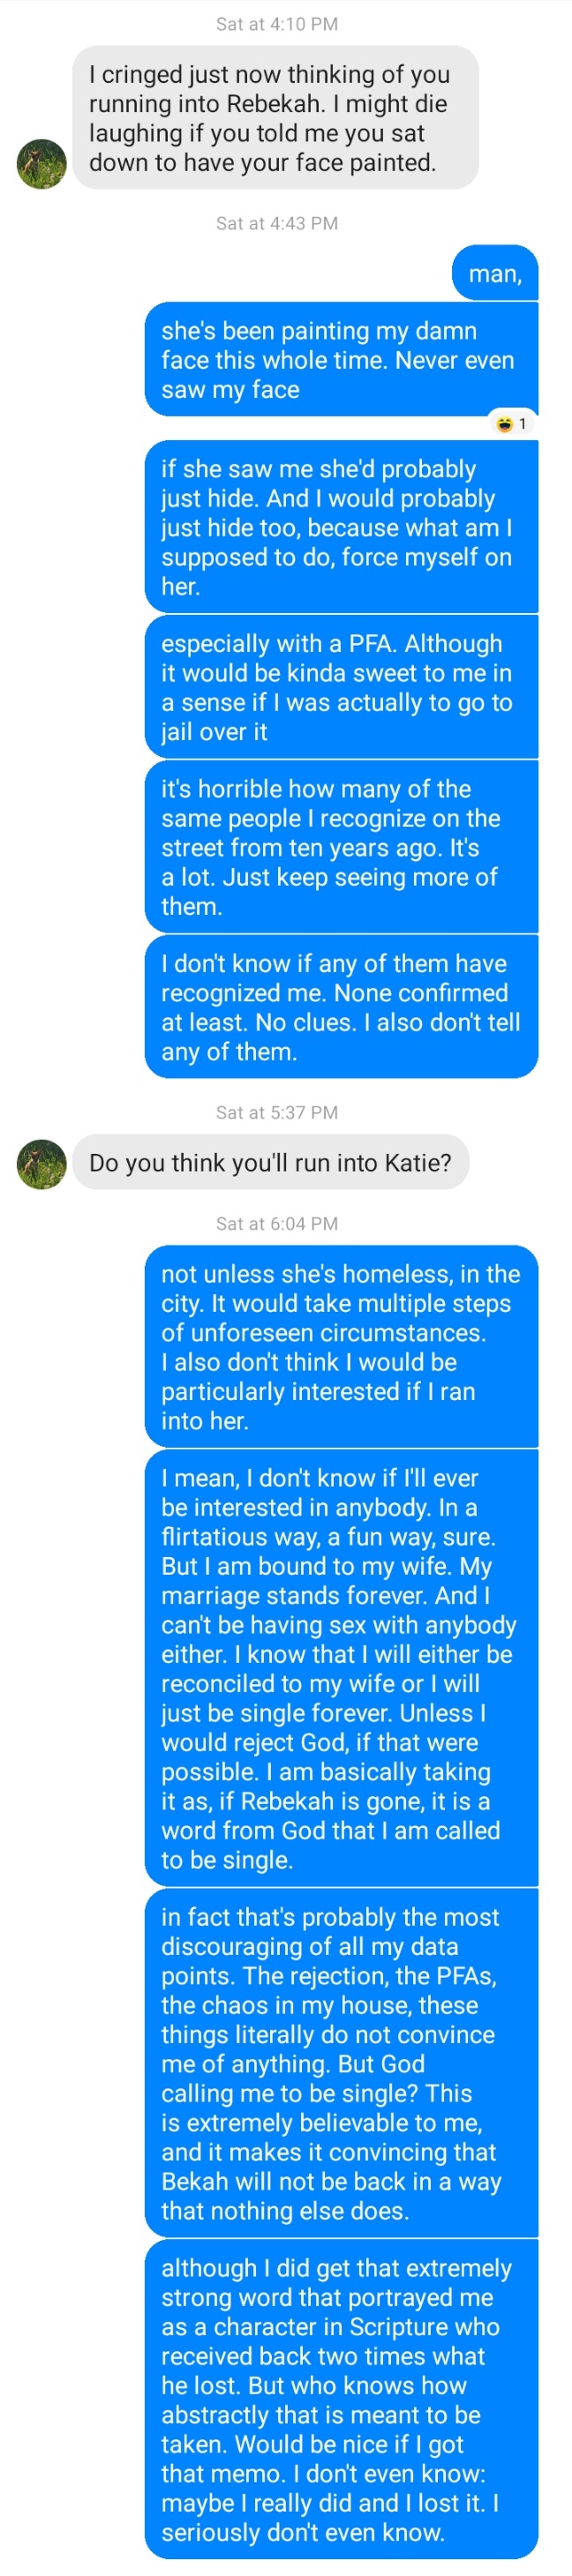 Sat at 4:10 PM
I cringed just now thinking of you
running into Rebekah. I might die
laughing if you told me you sat
down to have your face painted.
Sat at 4:43 PM
man,
she's been painting my damn
face this whole time. Never even
saw my face
1
if she saw me she'd probably
just hide. And I would probably
just hide too, because what am I
supposed to do, force myself on
her.
especially with a PFA. Although
it would be kinda sweet to me in
a sense if I was actually to go to
jail over it
it's horrible how many of the
same people I recognize on the
street from ten years ago. It's
a lot. Just keep seeing more of
them.
I don't know if any of them have
recognized me. None confirmed
at least. No clues. I also don't tell
any of them.
Sat at 5:37 PM
Do you think you'll run into Katie?
Sat at 6:04 PM
not unless she's homeless, in the
city. It would take multiple steps
of unforeseen circumstances.
I also don't think I would be
particularly interested if I ran
into her.
I mean, I don't know if I'll ever
be interested in anybody. In a
flirtatious way, a fun way, sure.
But I am bound to my wife. My
marriage stands forever. And I
can't be having sex with anybody
either. I know that I will either be
reconciled to my wife or I will
just be single forever. Unless I
would reject God, if that were
possible. I am basically taking
it as, if Rebekah is gone, it is a
word from God that I am called
to be single.
in fact that's probably the most
discouraging of all my data
points. The rejection, the PFAs,
the chaos in my house, these
things literally do not convince
me of anything. But God
calling me to be single? This
is extremely believable to me,
and it makes it convincing that
Bekah will not be back in a way
that nothing else does.
although I did get that extremely
strong word that portrayed me
as a character in Scripture who
received back two times what
he lost. But who knows how
abstractly that is meant to be
taken. Would be nice if I got
that memo. I don't even know:
maybe I really did and I lost it. I
seriously don't even know.